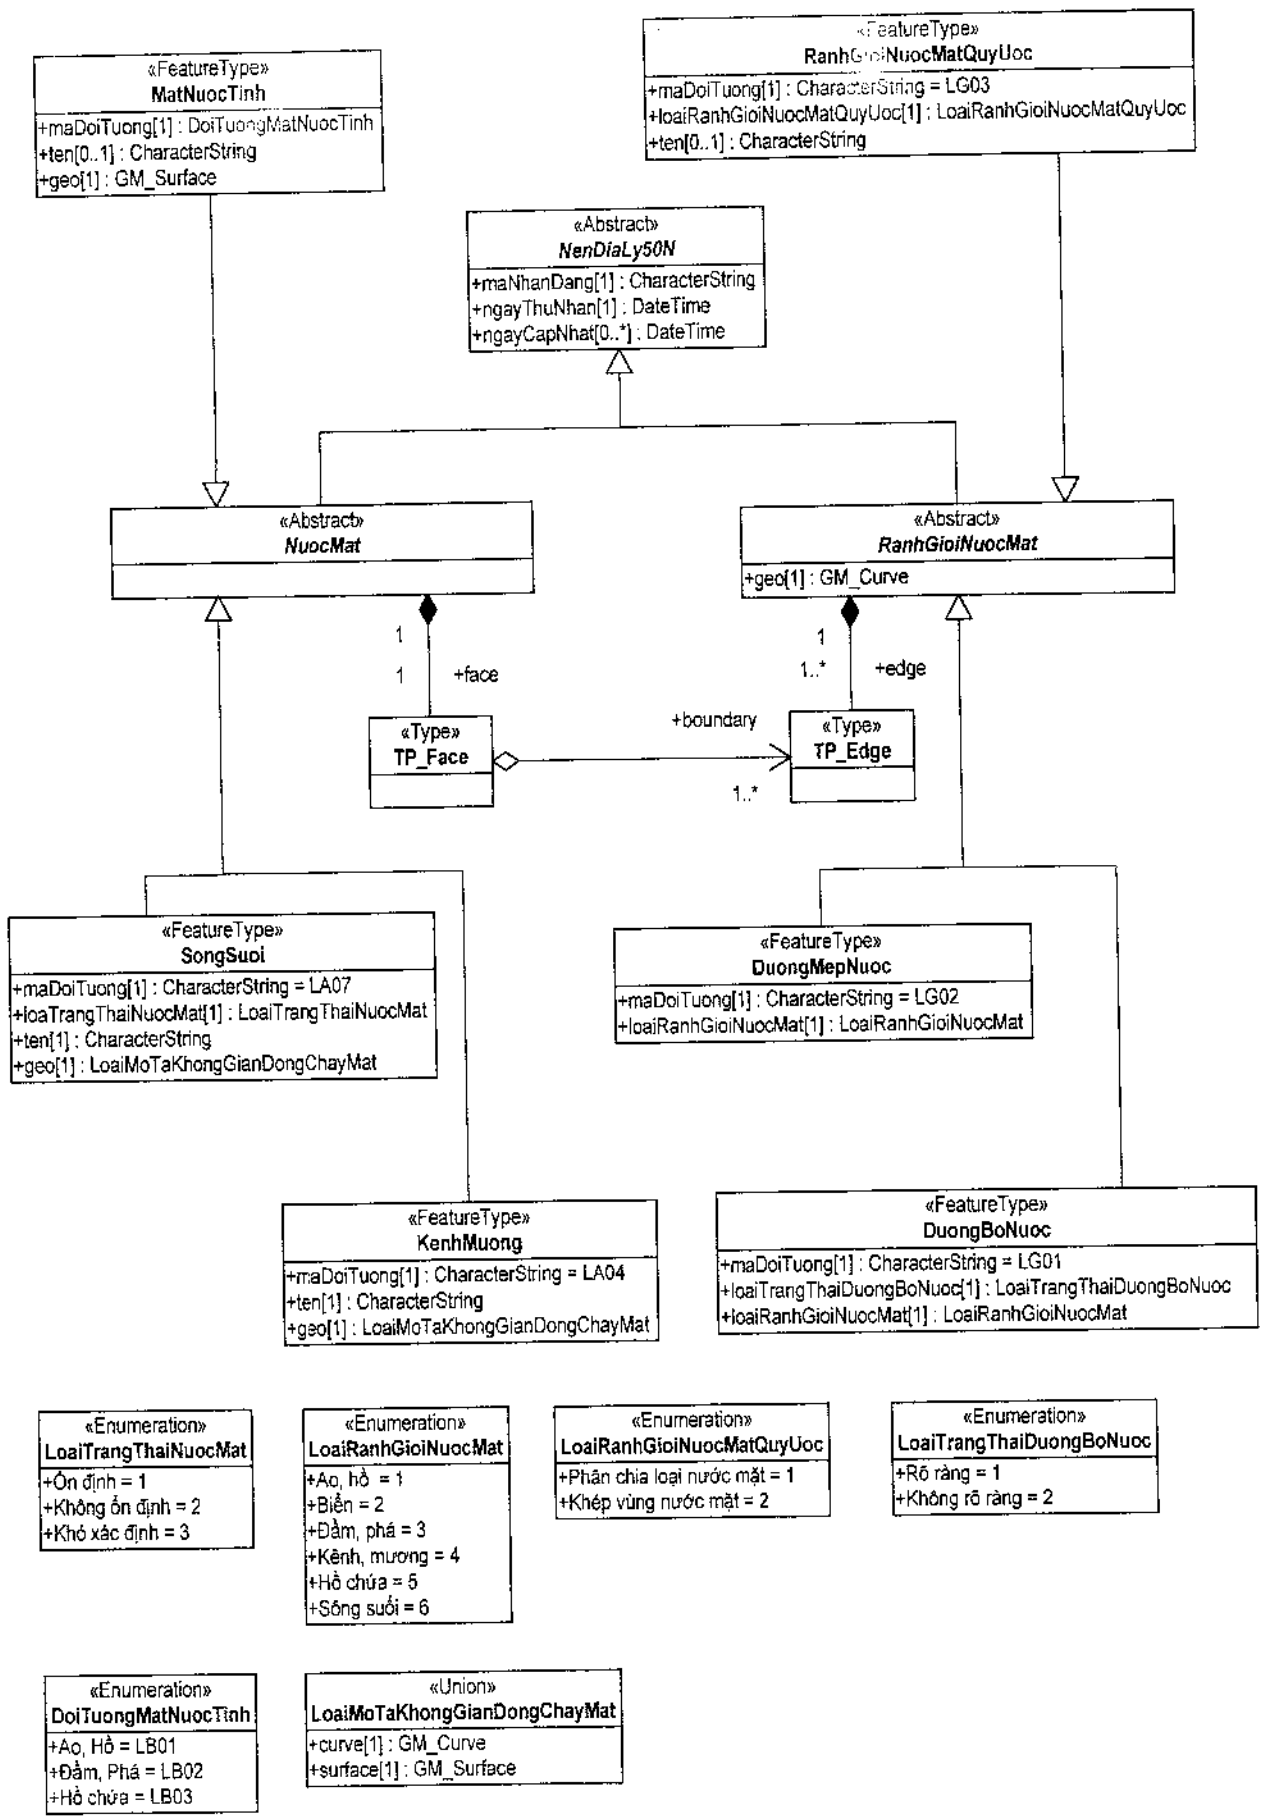 «FeatureType»
MatNuocTinh
+maDoiTuong[1] : DoiTuongMatNuocTinh
+ten[0..1] : CharacterString
+geo[1] : GM_Surface
«FeatureType»
RanhGioiNuocMatQuyUoc
+maDoiTuong[1] : CharacterString = LG03
+loaiRanhGioiNuocMatQuyUoc[1] : LoaiRanhGioiNuocMatQuyUoc
+ten[0..1] : CharacterString
«Abstract»
NenDiaLy50N
+maNhanDang[1] : CharacterString
+ngayThuNhan[1] : DateTime
+ngayCapNhat[0..*] : DateTime
«Abstract»
NuocMat
«Abstract»
RanhGioiNuocMat
+geo[1] : GM_Curve
1
1
+face
1
1..*
+edge
«Type»
TP_Face
+boundary
1..*
«Type»
TP_Edge
«FeatureType»
SongSuoi
+maDoiTuong[1] : CharacterString = LA07
+loaTrangThaiNuocMat[1] : LoaiTrangThaiNuocMat
+ten[1] : CharacterString
+geo[1] : LoaiMoTaKhongGianDongChayMat
«FeatureType»
DuongMepNuoc
+maDoiTuong[1] : CharacterString = LG02
+loaiRanhGioiNuocMat[1] : LoaiRanhGioiNuocMat
«FeatureType»
KenhMuong
+maDoiTuong[1] : CharacterString = LA04
+ten[1] : CharacterString
+geo[1] : LoaiMoTaKhongGianDongChayMat
«FeatureType»
DuongBoNuoc
+maDoiTuong[1] : CharacterString = LG01
+loaiTrangThaiDuongBoNuoc[1] : LoaiTrangThaiDuongBoNuoc
+loaiRanhGioiNuocMat[1] : LoaiRanhGioiNuocMat
«Enumeration»
LoaiTrangThaiNuocMat
+Ổn định = 1
+Không ổn định = 2
+Khó xác định = 3
«Enumeration»
LoaiRanhGioiNuocMat
+Ao, hồ = 1
+Biển = 2
+Đầm, phá = 3
+Kênh, mương = 4
+Hồ chứa = 5
+Sông suối = 6
«Enumeration»
LoaiRanhGioiNuocMatQuyUoc
+Phân chia loại nước mặt = 1
+Khép vùng nước mặt = 2
«Enumeration»
LoaiTrangThaiDuongBoNuoc
+Rõ ràng = 1
+Không rõ ràng = 2
«Enumeration»
DoiTuongMatNuocTinh
+Ao, Hồ = LB01
+Đầm, Phá = LB02
+Hồ chứa = LB03
«Union»
LoaiMoTaKhongGianDongChayMat
+curve[1] : GM_Curve
+surface[1] : GM_Surface